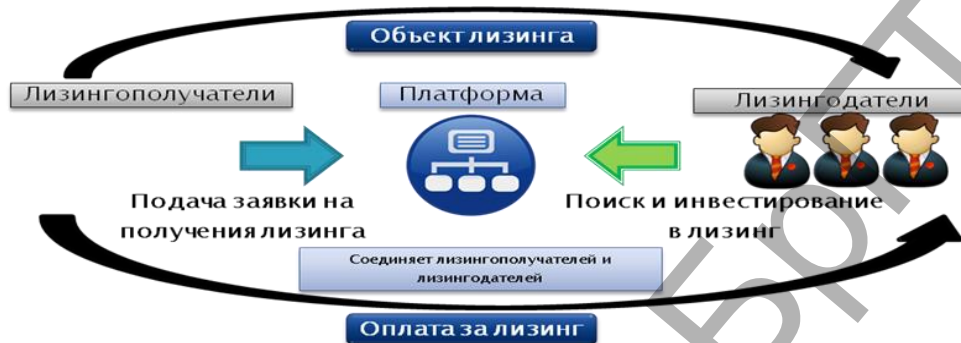 Объект лизинга
Лизингополучатели
Платформа
Лизингодатели
Подача заявки на
получения лизинга
Поиск и инвестирование
в лизинг
Соединяет лизингополучателей и
лизингодателей
Оплата за лизинг